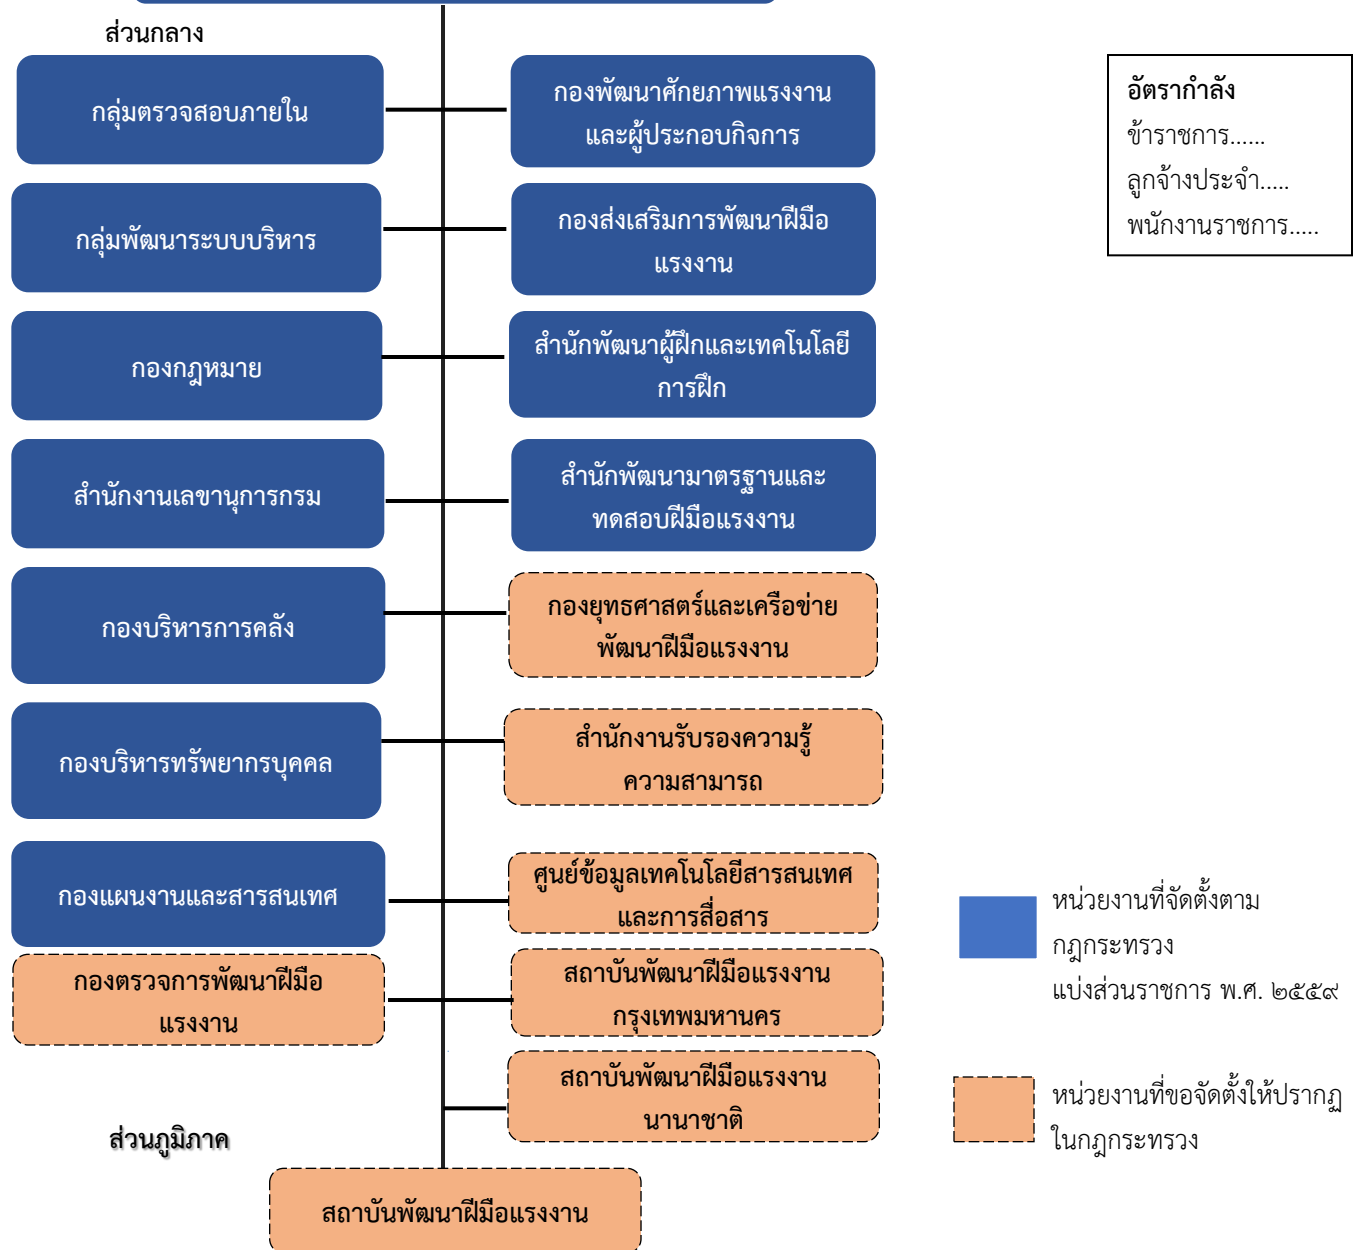 ส่วนกลาง
กลุ่มตรวจสอบภายใน
กองพัฒนาศักยภาพแรงงาน
และผู้ประกอบกิจการ
อัตรากำลัง
ข้าราชการ......
ลูกจ้างประจำ.....
พนักงานราชการ.....
กลุ่มพัฒนาระบบบริหาร
กองส่งเสริมการพัฒนาฝีมือ
แรงงาน
กองกฎหมาย
สำนักพัฒนาผู้ฝึกและเทคโนโลยี
การฝึก
สำนักงานเลขานุการกรม
สำนักพัฒนามาตรฐานและ
ทดสอบฝีมือแรงงาน
กองบริหารการคลัง
กองยุทธศาสตร์และเครือข่าย
พัฒนาฝีมือแรงงาน
กองบริหารทรัพยากรบุคคล
สำนักงานรับรองความรู้
ความสามารถ
กองแผนงานและสารสนเทศ
ศูนย์ข้อมูลเทคโนโลยีสารสนเทศ
และการสื่อสาร
หน่วยงานที่จัดตั้งตาม
กฎกระทรวง
แบ่งส่วนราชการ พ.ศ. ๒๕๕๙
กองตรวจการพัฒนาฝีมือ
แรงงาน
สถาบันพัฒนาฝีมือแรงงาน
กรุงเทพมหานคร
สถาบันพัฒนาฝีมือแรงงาน
นานาชาติ
หน่วยงานที่ขอจัดตั้งให้ปรากฏ
ในกฎกระทรวง
ส่วนภูมิภาค
สถาบันพัฒนาฝีมือแรงงาน